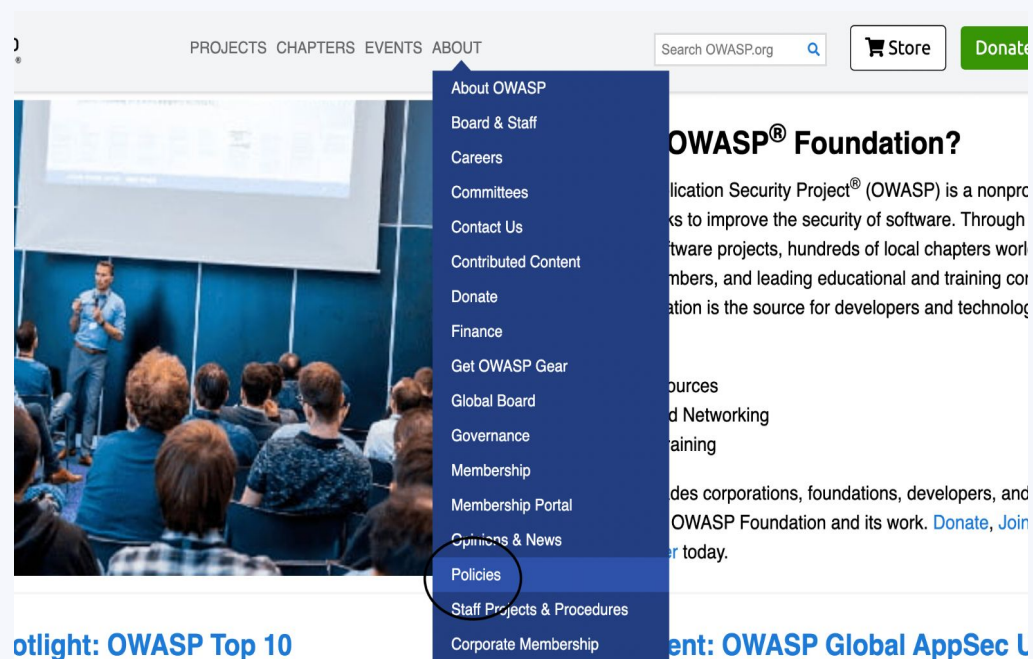 PROJECTS CHAPTERS EVENTS ABOUT
Search OWASP.org
Store
Donate
About OWASP
Board & Staff
Careers
Committees
Contact Us
Contributed Content
Donate
Finance
Get OWASP Gear
Global Board
Governance
Membership
Membership Portal
Opinions & News
Policies
Staff Projects & Procedures
Corporate Membership
OWASP® Foundation?
lication Security Project® (OWASP) is a nonpro
ks to improve the security of software. Through
tware projects, hundreds of local chapters worl
mbers, and leading educational and training con
ation is the source for developers and technolog
ources
d Networking
raining
des corporations, foundations, developers, and
OWASP Foundation and its work. Donate, Join
er today.
otlight: OWASP Top 10
ent: OWASP Global AppSec U